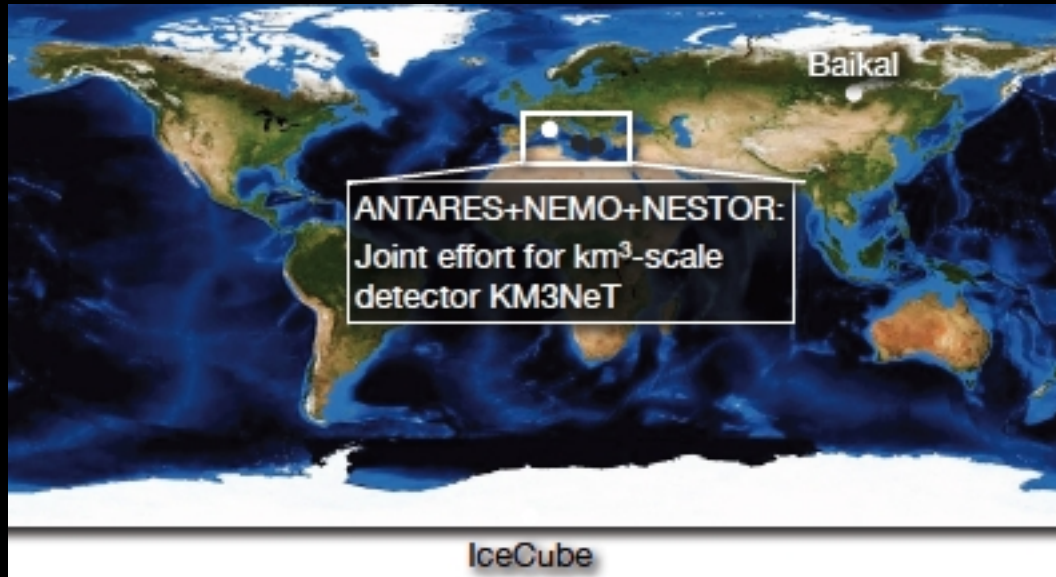 Baikal
ANTARES+NEMO+NESTOR:
Joint effort for km³-scale
detector KM3NeT
IceCube